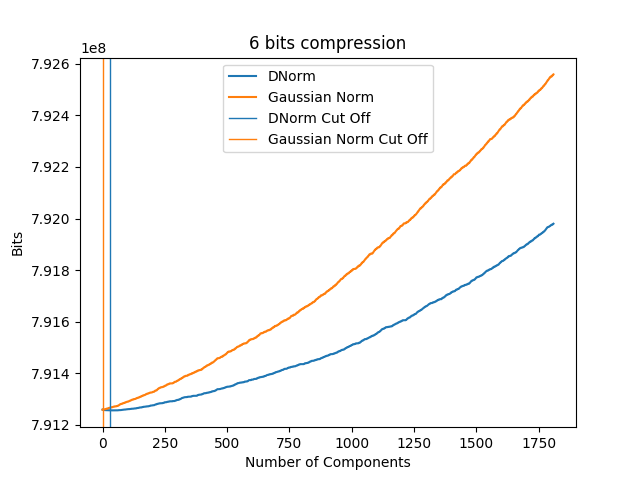 6 bits compression
1e8
7.926
7.924
7.922
7.920
7.918
7.916
7.914
7.912
Bits
DNorm
Gaussian Norm
DNorm Cut Off
Gaussian Norm Cut Off
0 250 500 750 1000 1250 1500 1750
Number of Components